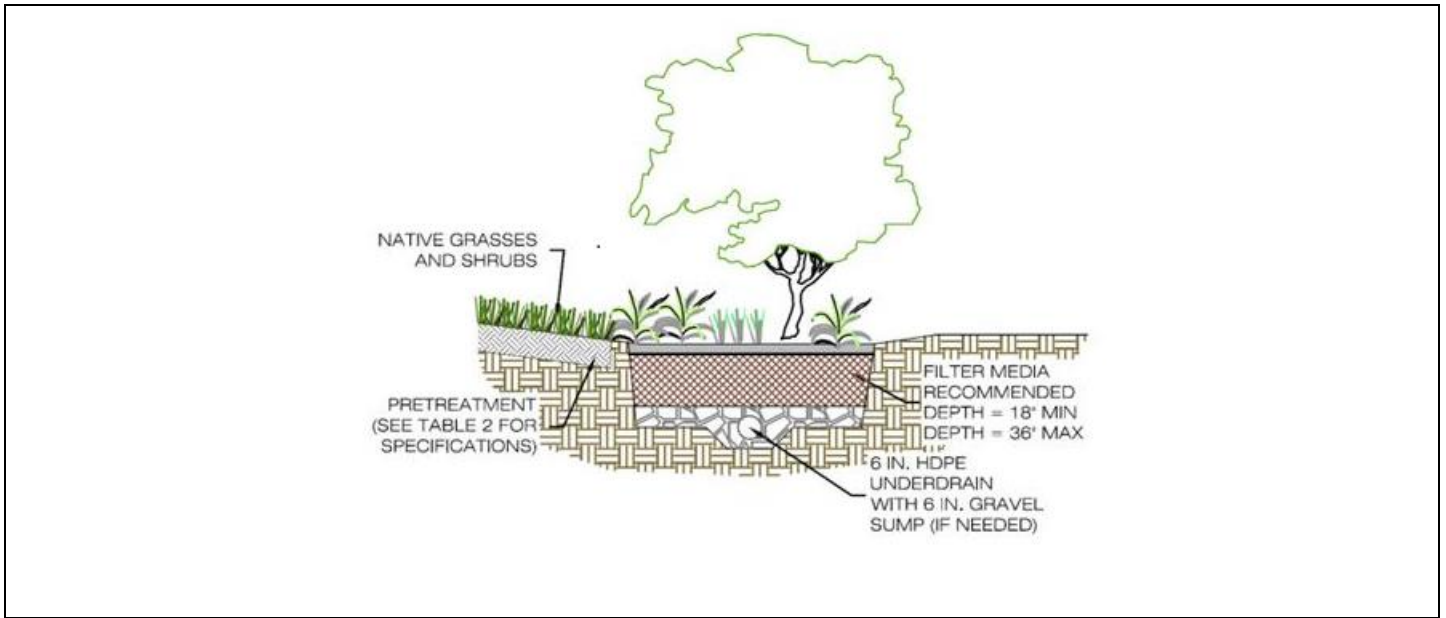 NATIVE GRASSES
AND SHRUBS
PRETREATMENT
(SEE TABLE 2 FOR
SPECIFICATIONS)
FILTER MEDIA
RECOMMENDED
DEPTH = 18" MIN
DEPTH = 36" MAX
6 IN. HDPE
UNDERDRAIN
WITH 6 IN. GRAVEL
SUMP (IF NEEDED)